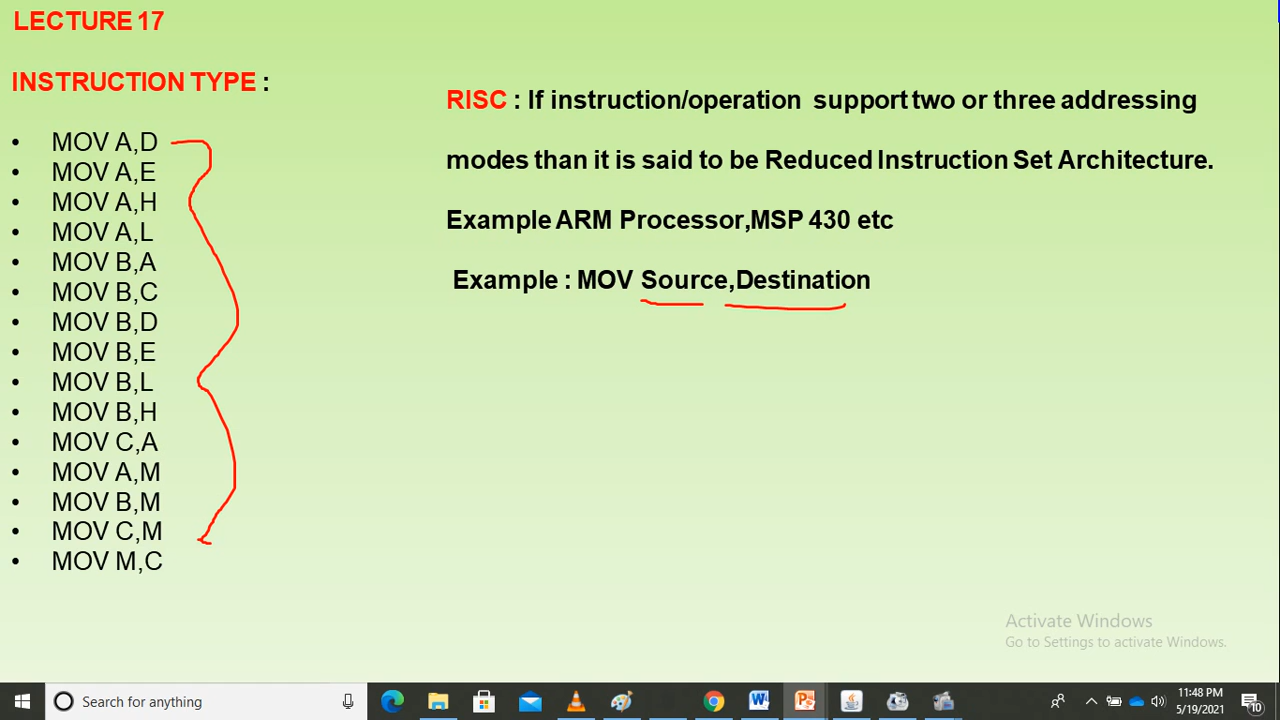 LECTURE 17
INSTRUCTION TYPE :
• MOV A,D
• MOV A,E
• MOV A,H
• MOV A,L
• MOV B,A
• MOV B,C
• MOV B,D
• MOV B,E
• MOV B,L
• MOV B,H
• MOV C,A
• MOV A,M
• MOV B,M
• MOV C,M
• MOV M,C
RISC : If instruction/operation support two or three addressing
modes than it is said to be Reduced Instruction Set Architecture.
Example ARM Processor,MSP 430 etc
Example : MOV Source,Destination
Activate Windows
Go to Settings to activate Windows.
Search for anything
11:48 PM
5/19/2021
10